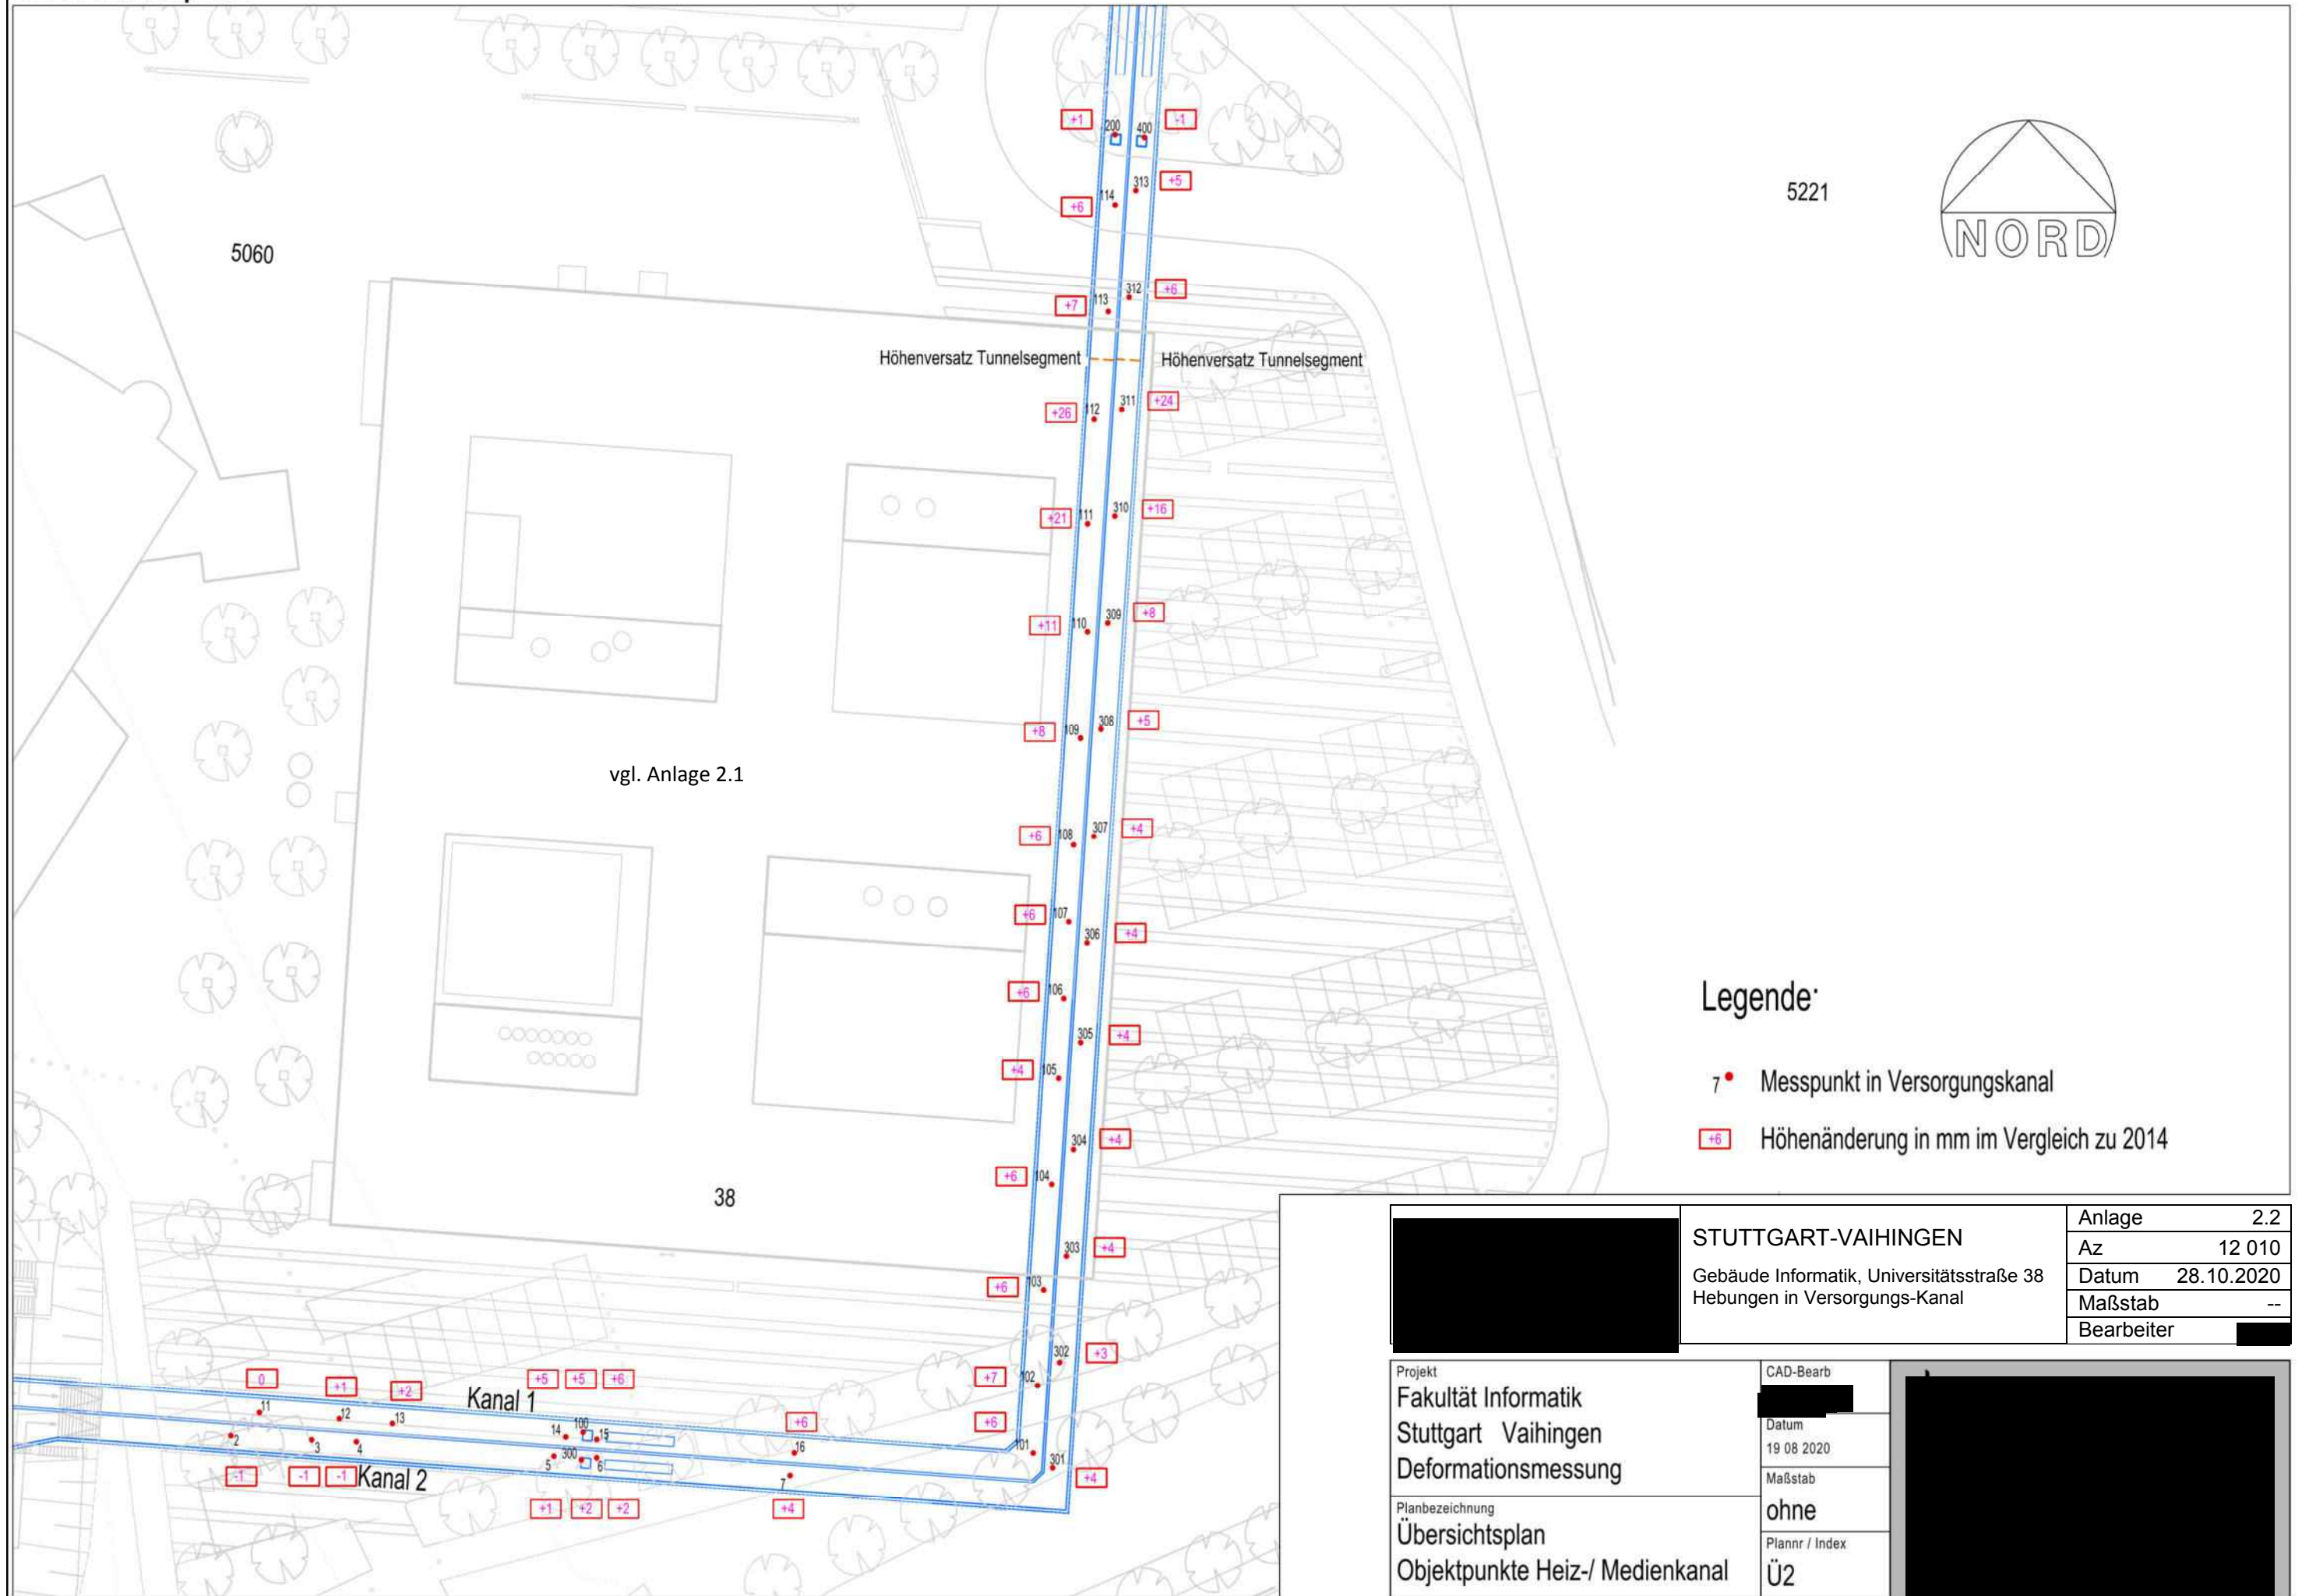 +1
200
400
-1
114
313
+5
+6
5221
NORD
5060
+7
113
312
+6
Höhenversatz Tunnelsegment
Höhenversatz Tunnelsegment
+26
112
311
+24
+21
111
310
+16
+11
110
309
+8
+8
109
308
+5
vgl. Anlage 2.1
+6
108
307
+4
+6
107
306
+4
+6
106
305
+4
+4
105
304
+4
+6
104
38
303
+4
+6
103
302
+3
+7
102
+6
101
301
+4
0
+1
+2
Kanal 1
+5
+5
+6
+6
11
12
13
14
100
15
16
2
3
4
5
300
6
7
-1
-1
-1
Kanal 2
+1
+2
+2
+4
Legende:
7
Messpunkt in Versorgungskanal
+6
Höhenänderung in mm im Vergleich zu 2014
STUTTGART-VAIHINGEN
Gebäude Informatik, Universitätsstraße 38
Hebungen in Versorgungs-Kanal
Anlage 2.2
Az 12 010
Datum 28.10.2020
Maßstab --
Bearbeiter
Projekt
Fakultät Informatik
Stuttgart Vaihingen
Deformationsmessung
Planbezeichnung
Übersichtsplan
Objektpunkte Heiz-/ Medienkanal
CAD-Bearb
Datum
19 08 2020
Maßstab
ohne
Plannr / Index
Ü2